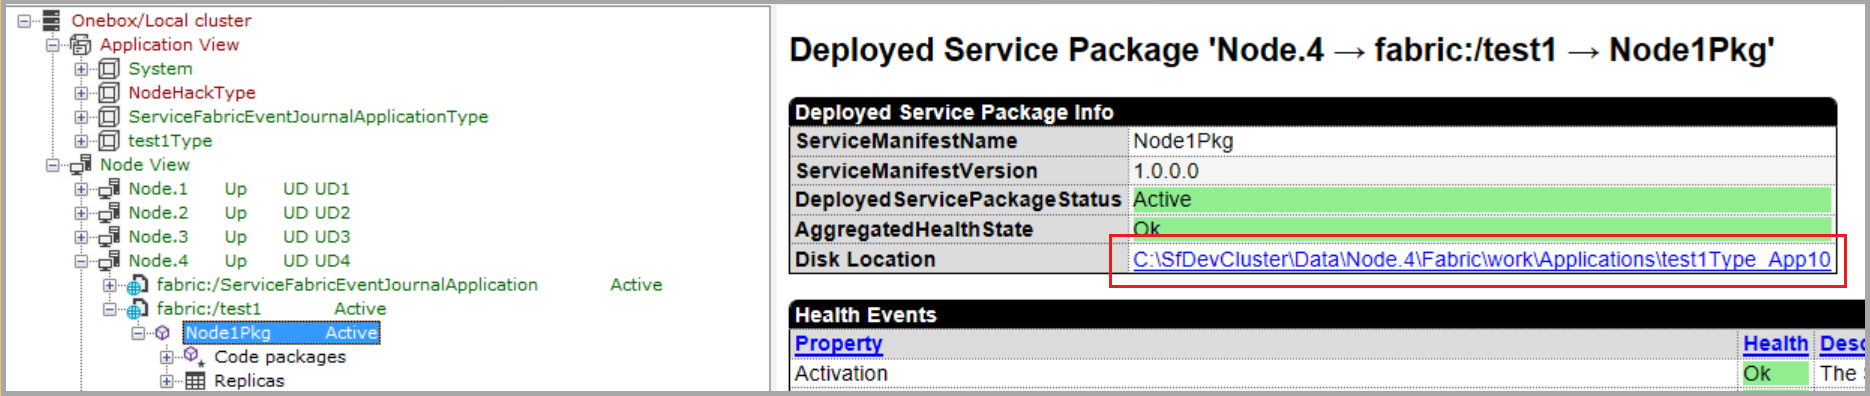 Onebox/Local cluster
Application View
System
NodeHackType
ServiceFabricEventJournalApplicationType
test1Type
Node View
Node.1 Up UD UD1
Node.2 Up UD UD2
Node.3 Up UD UD3
Node.4 Up UD UD4
fabric:/ServiceFabricEventJournalApplication Active
fabric:/test1 Active
Node1Pkg Active
Code packages
Replicas
Deployed Service Package 'Node.4 → fabric:/test1 → Node1Pkg'
Deployed Service Package Info
ServiceManifestName Node1Pkg
ServiceManifestVersion 1.0.0.0
DeployedServicePackageStatus Active
AggregatedHealthState Ok
Disk Location C:\SfDevCluster\Data\Node.4\Fabric\work\Applications\test1Type_App10
Health Events
Property Health
Activation Ok The